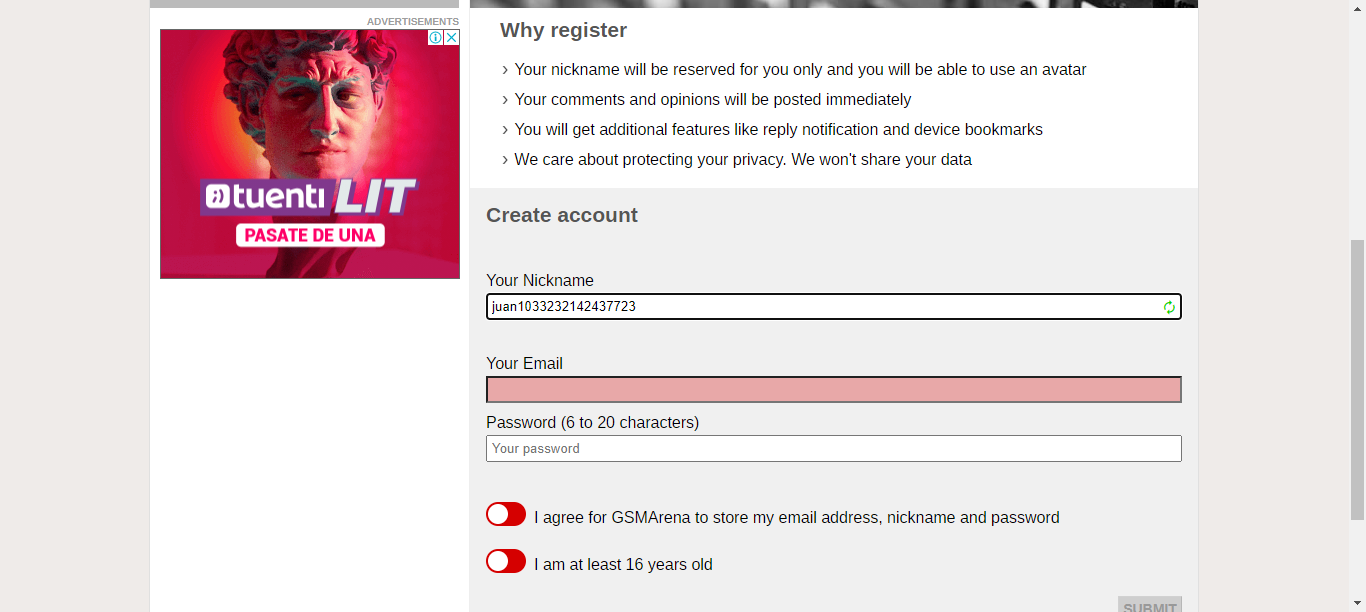 ADVERTISEMENTS
tuenti LIT
PASATE DE UNA
Why register
› Your nickname will be reserved for you only and you will be able to use an avatar
› Your comments and opinions will be posted immediately
› You will get additional features like reply notification and device bookmarks
› We care about protecting your privacy. We won't share your data
Create account
Your Nickname
juan1033232142437723
Your Email
Password (6 to 20 characters)
Your password
I agree for GSMArena to store my email address, nickname and password
I am at least 16 years old
SUBMIT